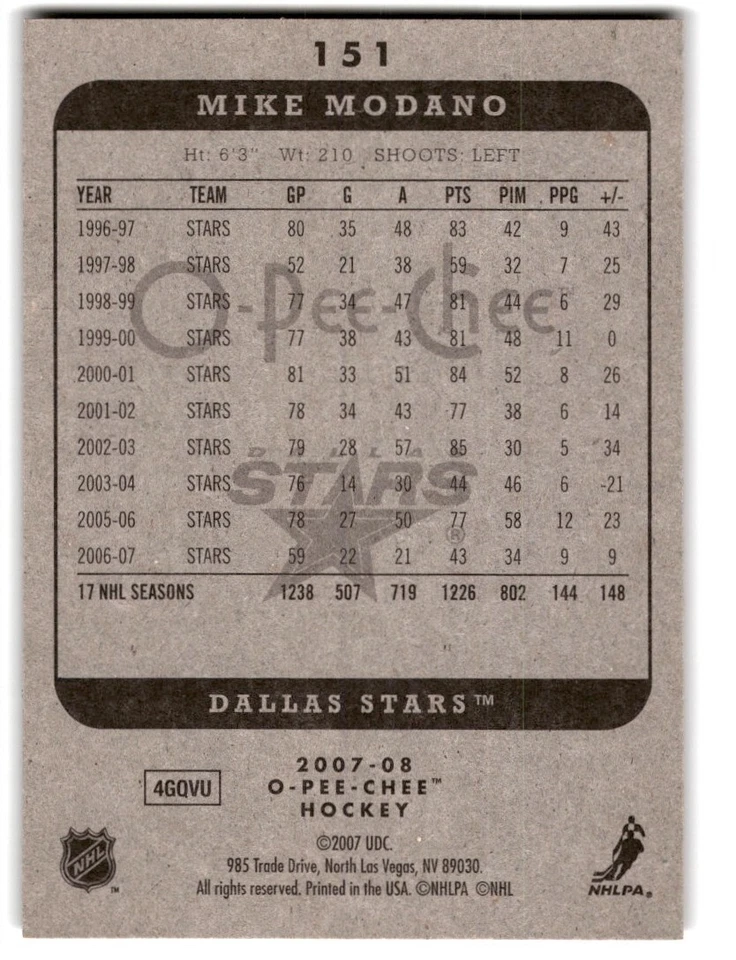 151
MIKE MODANO
Ht: 6'3" Wt: 210 SHOOTS: LEFT
YEAR TEAM GP G A PTS PIM PPG +/-
1996-97 STARS 80 35 48 83 42 9 43
1997-98 STARS 52 21 38 59 32 7 25
1998-99 STARS 77 34 47 81 44 6 29
1999-00 STARS 77 38 43 81 48 11 0
2000-01 STARS 81 33 51 84 52 8 26
2001-02 STARS 78 34 43 77 38 6 14
2002-03 STARS 79 28 57 85 30 5 34
2003-04 STARS 76 14 30 44 46 6 -21
2005-06 STARS 78 27 50 77 58 12 23
2006-07 STARS 59 22 21 43 34 9 9
17 NHL SEASONS 1238 507 719 1226 802 144 148
O-Pee-Chee™
DALLAS
STARS®
DALLAS STARS™
2007-08
4GQVU O-PEE-CHEE™
HOCKEY
©2007 UDC.
985 Trade Drive, North Las Vegas, NV 89030.
All rights reserved. Printed in the USA. ©NHLPA ©NHL
NHL™
NHLPA®